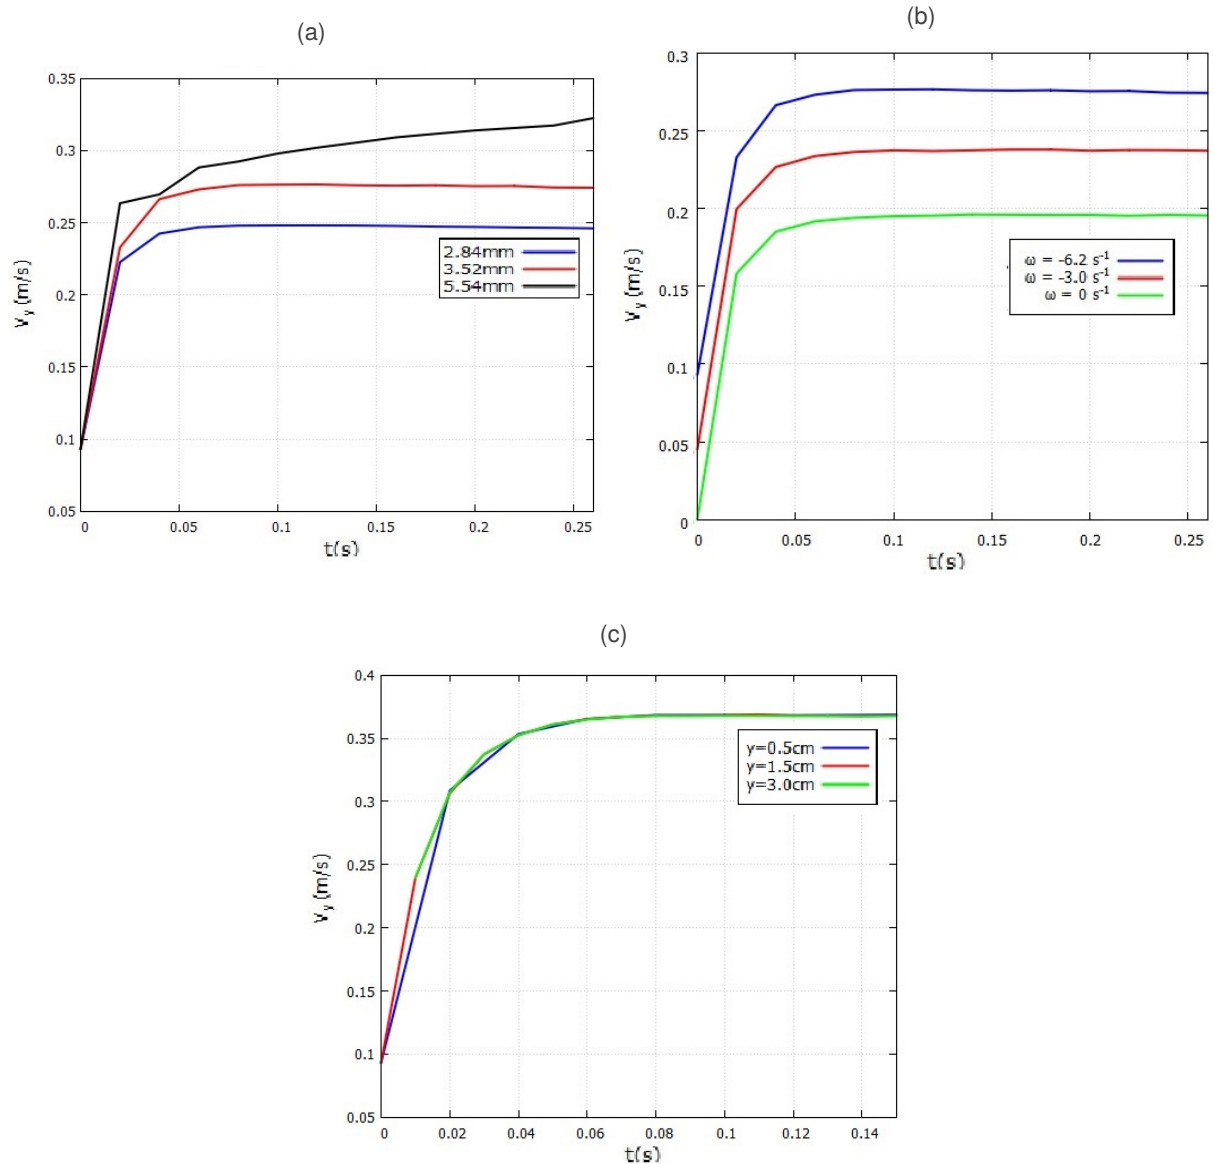 (a)
0.35
0.3
0.25
0.2
0.15
0.1
0.05
V_y (m/s)
2.84mm
3.52mm
5.54mm
0 0.05 0.1 0.15 0.2 0.25
t(s)
(b)
0.3
0.25
0.2
0.15
0.1
0.05
0
V_y (m/s)
ω = -6.2 s⁻¹
ω = -3.0 s⁻¹
ω = 0 s⁻¹
0 0.05 0.1 0.15 0.2 0.25
t(s)
(c)
0.4
0.35
0.3
0.25
0.2
0.15
0.1
0.05
V_y (m/s)
y=0.5cm
y=1.5cm
y=3.0cm
0 0.02 0.04 0.06 0.08 0.1 0.12 0.14
t(s)